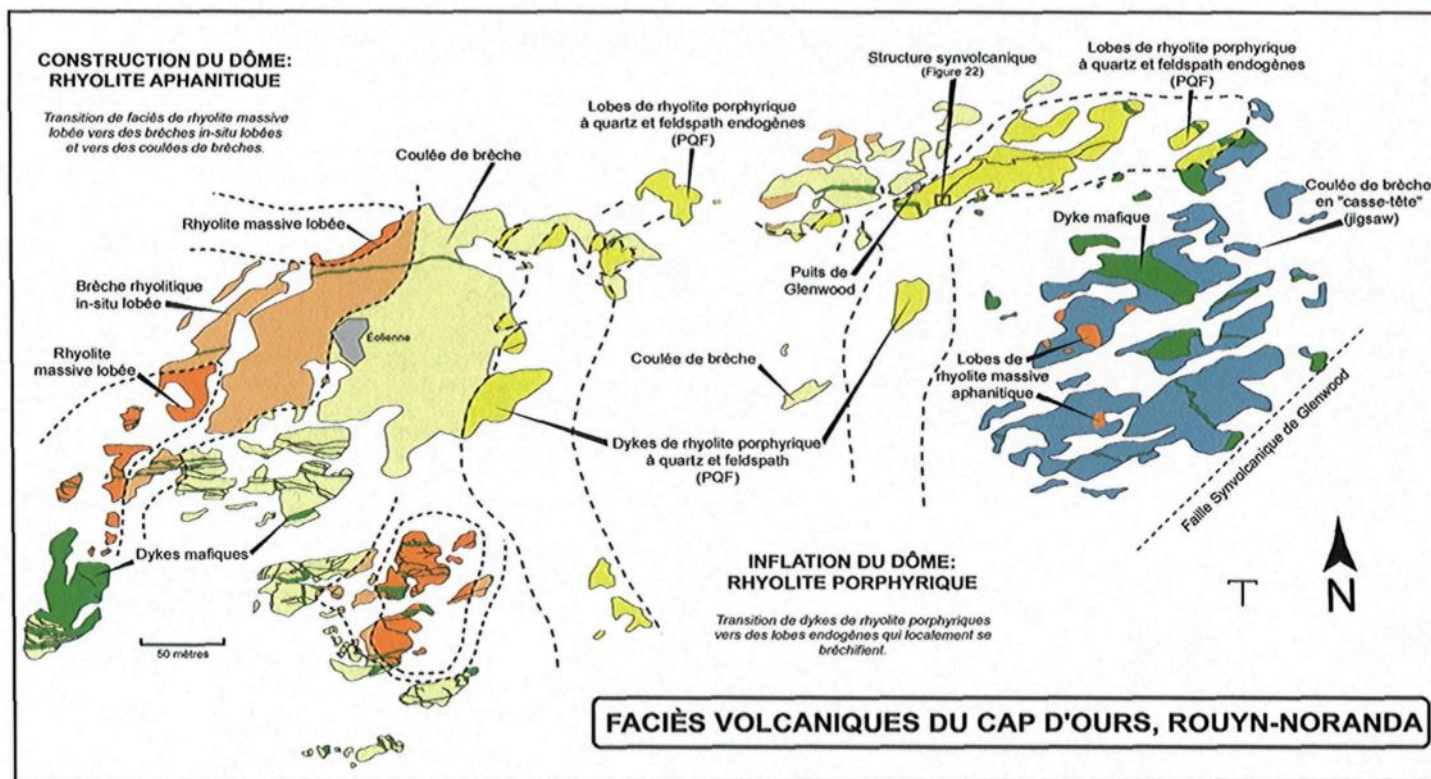 CONSTRUCTION DU DÔME:
RHYOLITE APHANITIQUE
Transition de faciès de rhyolite massive
lobée vers des brèches in-situ lobées
et vers des coulées de brèches.
Coulée de brèche
Lobes de rhyolite porphyrique
à quartz et feldspath endogènes
(PQF)
Structure synvolcanique
(Figure 22)
Lobes de rhyolite porphyrique
à quartz et feldspath endogènes
(PQF)
Rhyolite massive lobée
Brèche rhyolitique
in-situ lobée
Éolienne
Rhyolite
massive lobée
Puits de
Glenwood
Dyke mafique
Coulée de brèche
en "casse-tête"
(jigsaw)
Coulée de brèche
Lobes de
rhyolite massive
aphanitique
Dykes de rhyolite porphyrique
à quartz et feldspath
(PQF)
Faille Synvolcanique de Glenwood
Dykes mafiques
50 mètres
INFLATION DU DÔME:
RHYOLITE PORPHYRIQUE
Transition de dykes de rhyolite porphyriques
vers des lobes endogènes qui localement se
bréchifient.
N
FACIÈS VOLCANIQUES DU CAP D'OURS, ROUYN-NORANDA